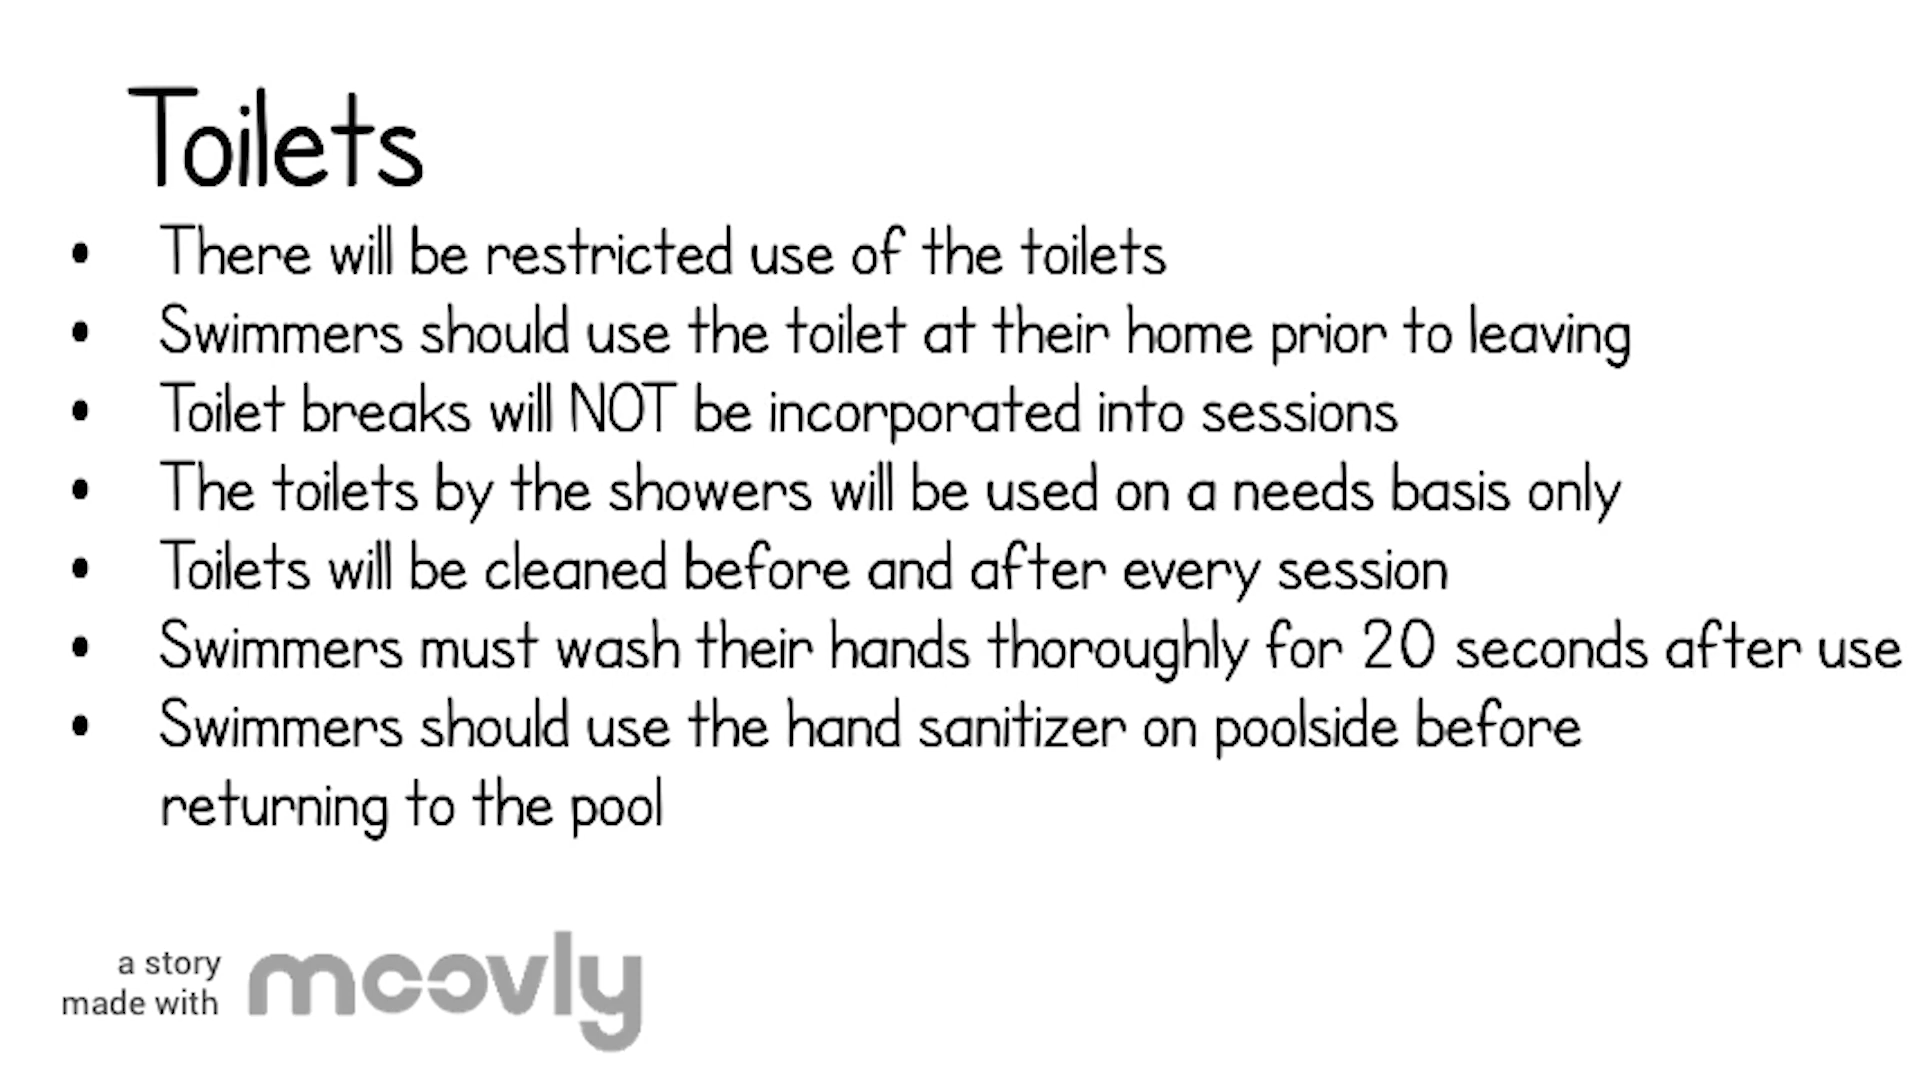 Toilets
• There will be restricted use of the toilets
• Swimmers should use the toilet at their home prior to leaving
• Toilet breaks will NOT be incorporated into sessions
• The toilets by the showers will be used on a needs basis only
• Toilets will be cleaned before and after every session
• Swimmers must wash their hands thoroughly for 20 seconds after use
• Swimmers should use the hand sanitizer on poolside before
returning to the pool
a story
made with
moovly